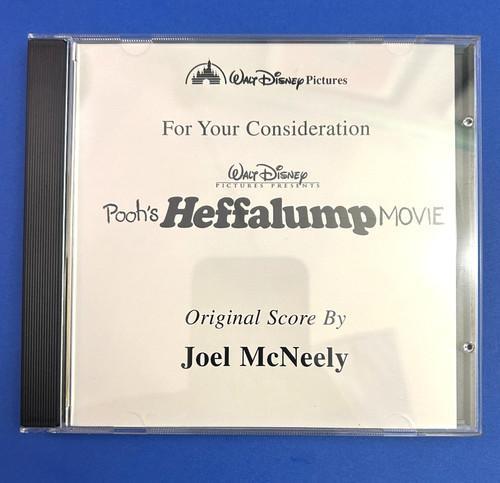 WALT DISNEY Pictures
For Your Consideration
WALT DISNEY
PICTURES PRESENTS
Pooh's Heffalump MOVIE
Original Score By
Joel McNeely